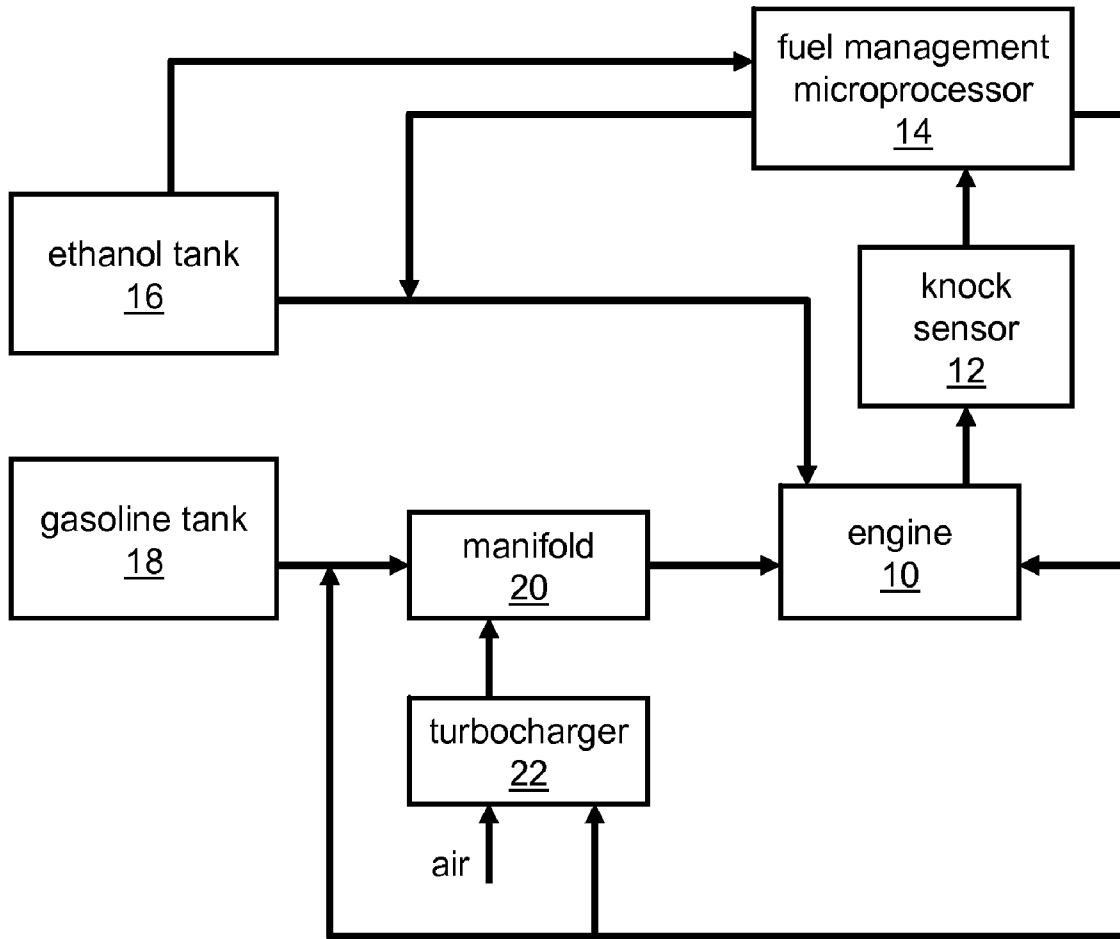 fuel management
microprocessor
14
ethanol tank
16
knock
sensor
12
gasoline tank
18
manifold
20
engine
10
turbocharger
22
air